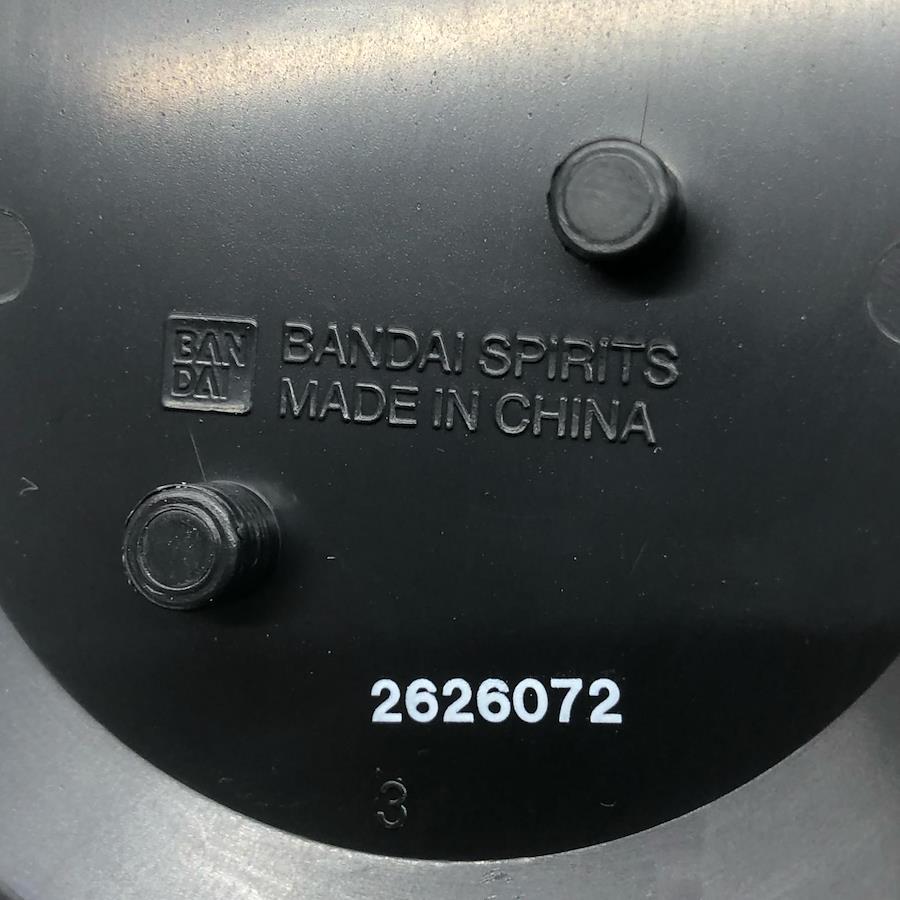 BAN
DAI
BANDAI SPIRITS
MADE IN CHINA
2626072
3